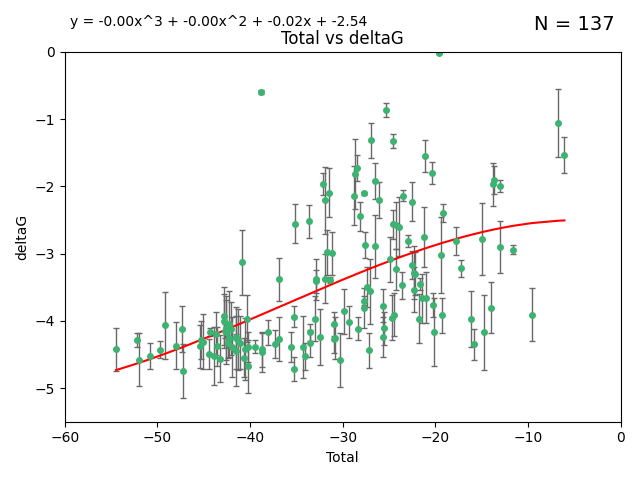 y = -0.00x^3 + -0.00x^2 + -0.02x + -2.54
N = 137
Total vs deltaG
0
−1
−2
−3
−4
−5
deltaG
−60 −50 −40 −30 −20 −10 0
Total